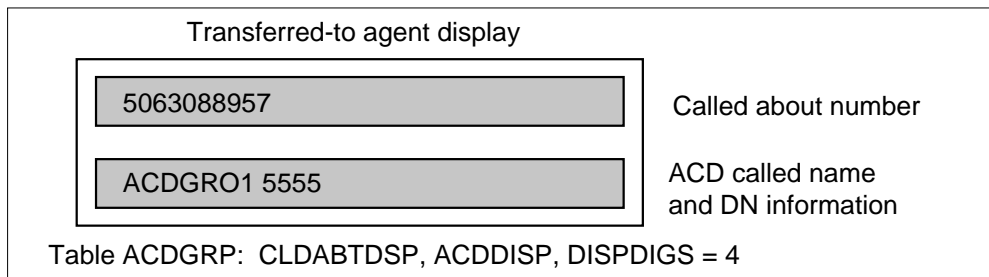 Transferred-to agent display
5063088957
Called about number
ACDGRO1 5555
ACD called name
and DN information
Table ACDGRP: CLDABTDSP, ACDDISP, DISPDIGS = 4